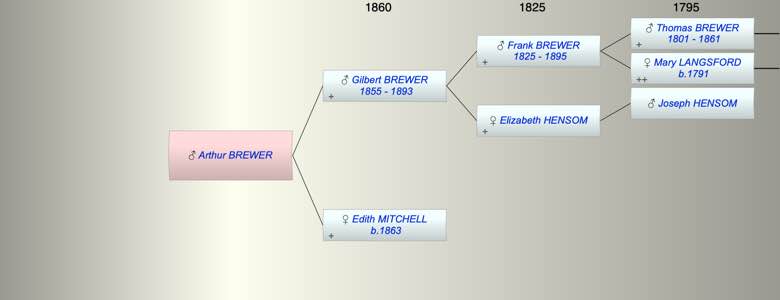 1860
1825
1795
♂ Thomas BREWER
1801 - 1861
+
♂ Frank BREWER
1825 - 1895
+
♀ Mary LANGSFORD
b.1791
++
♂ Gilbert BREWER
1855 - 1893
+
♂ Joseph HENSOM
♀ Elizabeth HENSOM
+
♂ Arthur BREWER
♀ Edith MITCHELL
b.1863
+